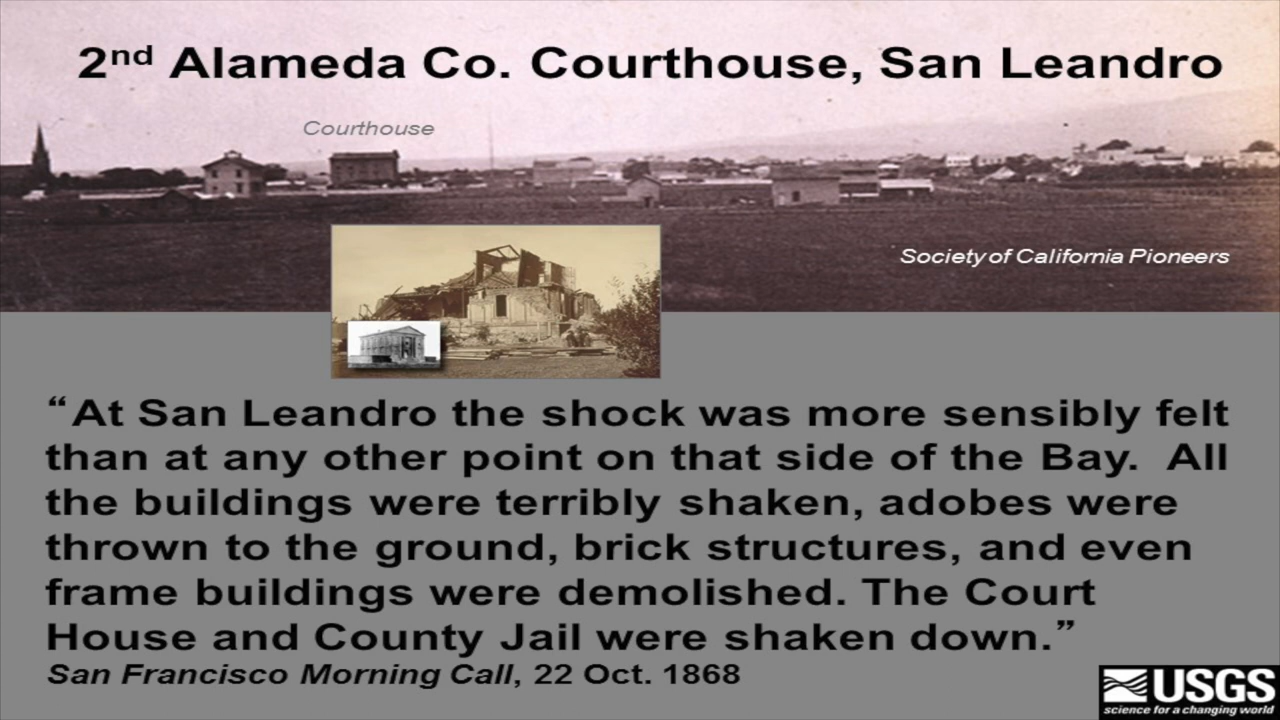 2nd Alameda Co. Courthouse, San Leandro
Courthouse
Society of California Pioneers
“At San Leandro the shock was more sensibly felt
than at any other point on that side of the Bay.  All
the buildings were terribly shaken, adobes were
thrown to the ground, brick structures, and even
frame buildings were demolished. The Court
House and County Jail were shaken down.”
San Francisco Morning Call, 22 Oct. 1868
USGS
science for a changing world